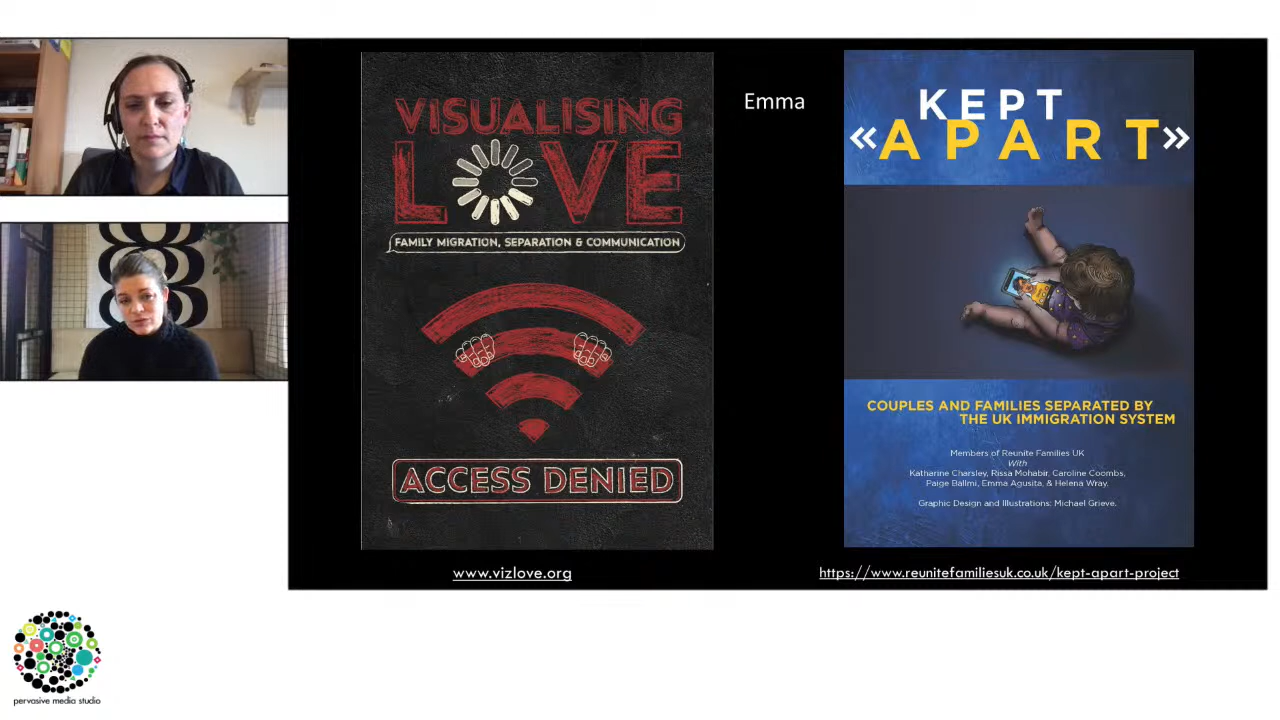 VISUALISING
LOVE
FAMILY MIGRATION, SEPARATION & COMMUNICATION
ACCESS DENIED
www.vizlove.org
Emma
KEPT
«APART»
COUPLES AND FAMILIES SEPARATED BY
THE UK IMMIGRATION SYSTEM
Members of Reunite Families UK
With
Katharine Charsley, Rissa Mohabir, Caroline Coombs,
Paige Ballmi, Emma Agusita, & Helena Wray.
Graphic Design and Illustrations: Michael Grieve.
https://www.reunitefamiliesuk.co.uk/kept-apart-project
pervasive media studio